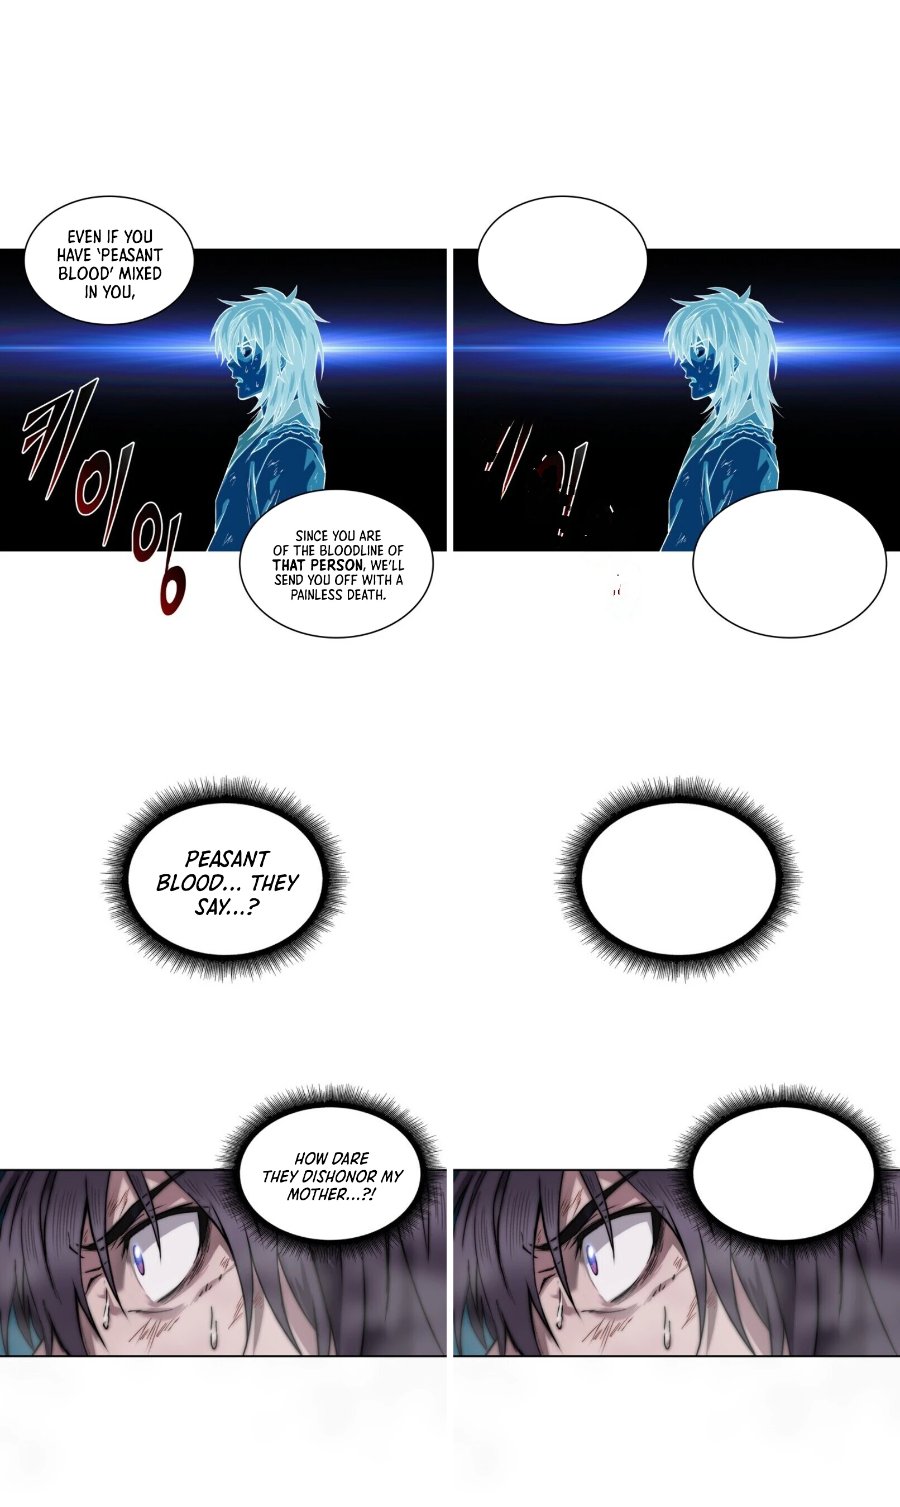 EVEN IF YOU
HAVE 'PEASANT
BLOOD' MIXED
IN YOU,
키이이잉
SINCE YOU ARE
OF THE BLOODLINE OF
THAT PERSON, WE'LL
SEND YOU OFF WITH A
PAINLESS DEATH.
PEASANT
BLOOD... THEY
SAY...?
HOW DARE
THEY DISHONOR MY
MOTHER...?!